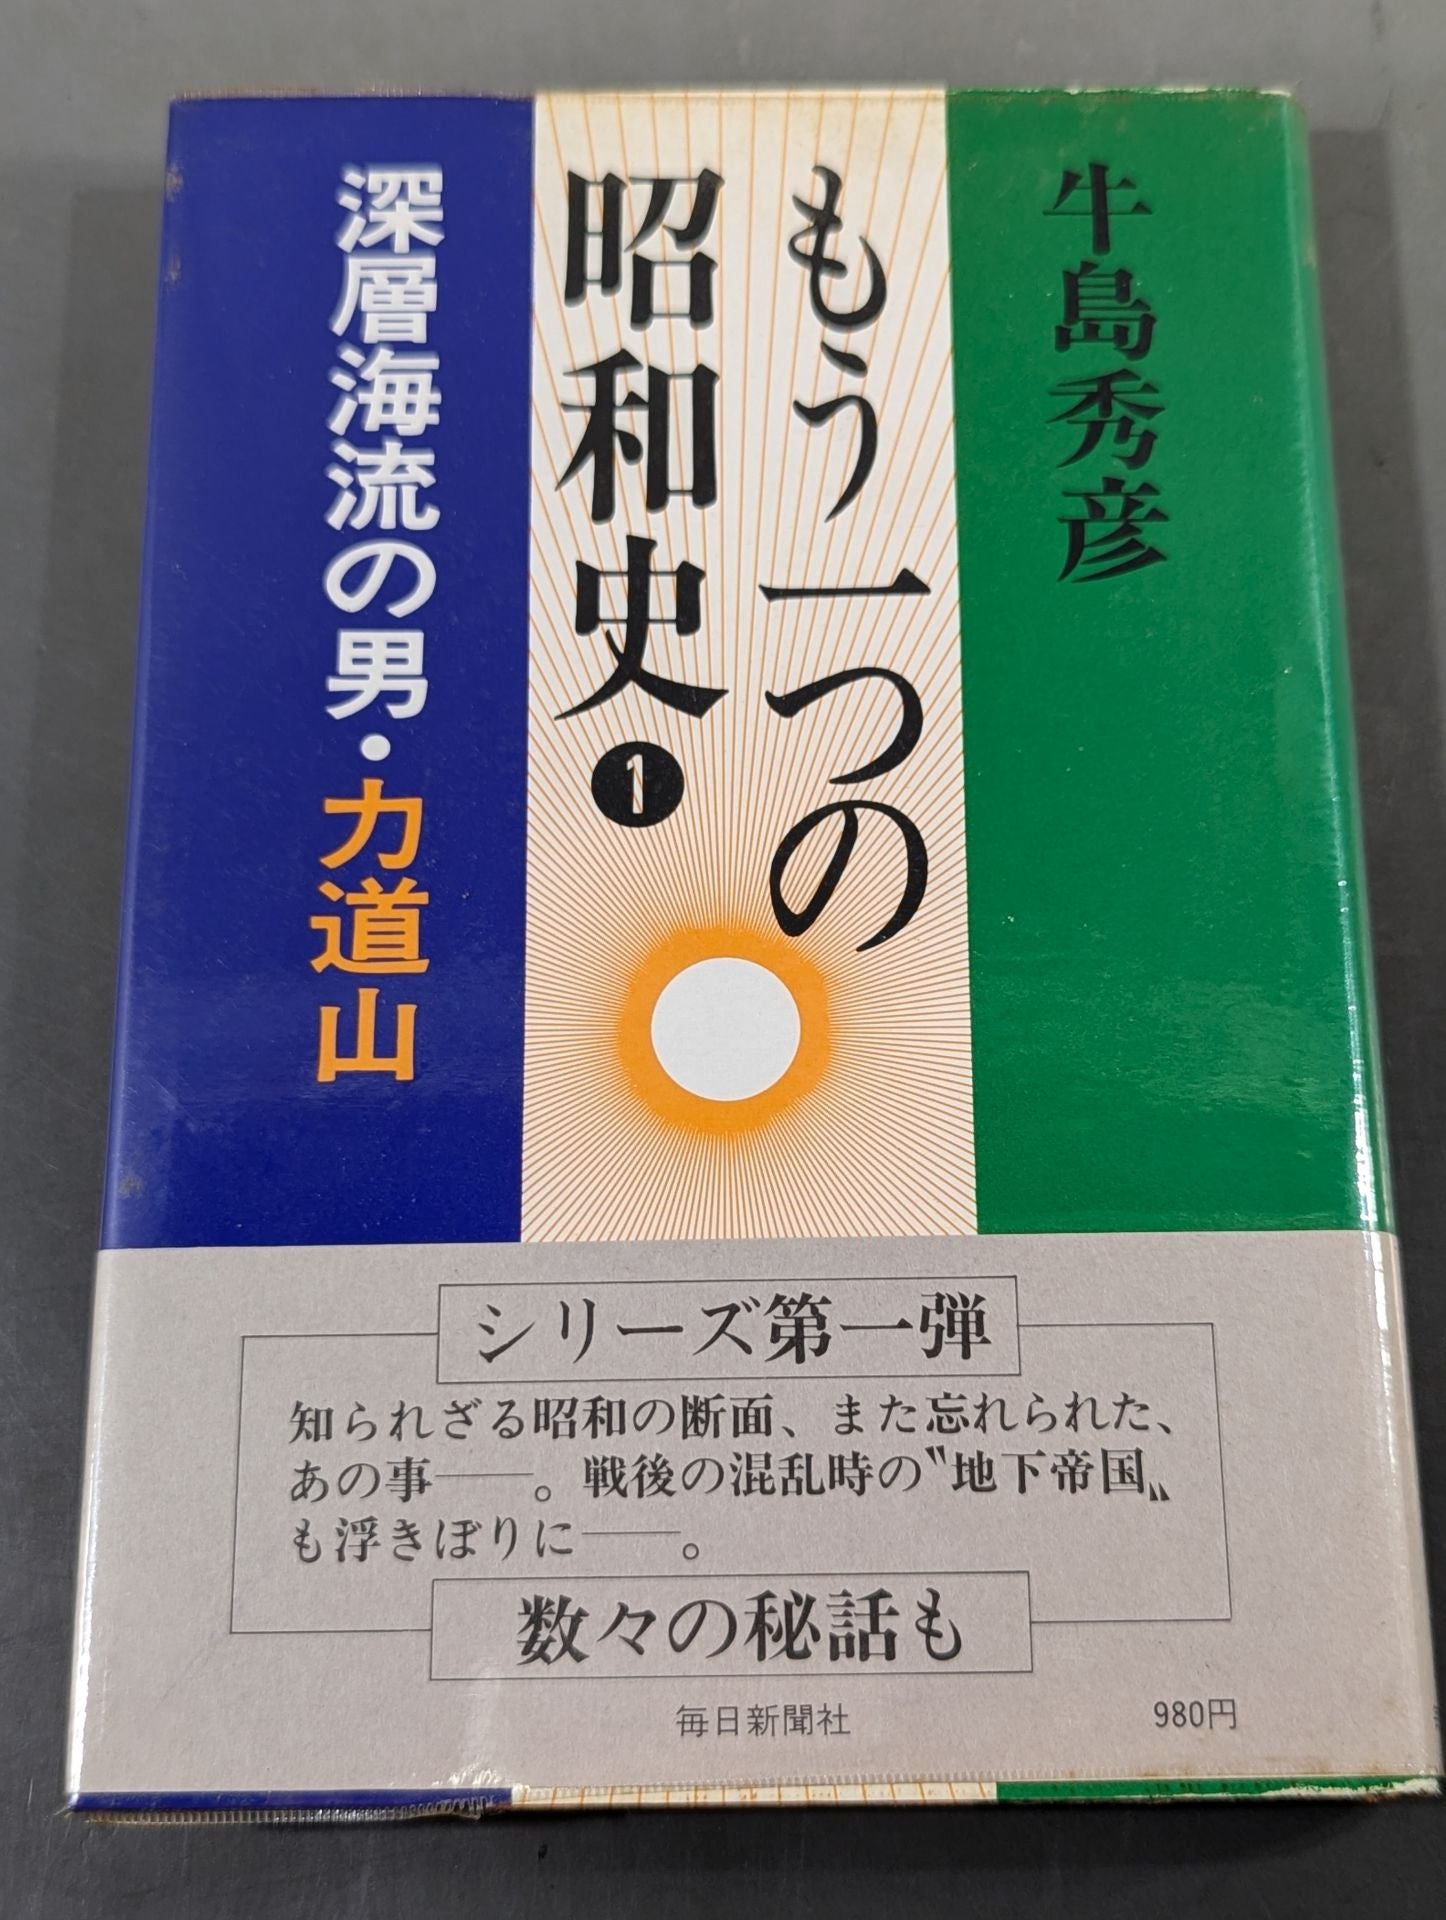 牛島秀彦
もう一つの
昭和史❶
深層海流の男・力道山
シリーズ第一弾
知られざる昭和の断面、また忘れられた、
あの事――。戦後の混乱時の〝地下帝国〟
も浮きぼりに――。
数々の秘話も
毎日新聞社
980円